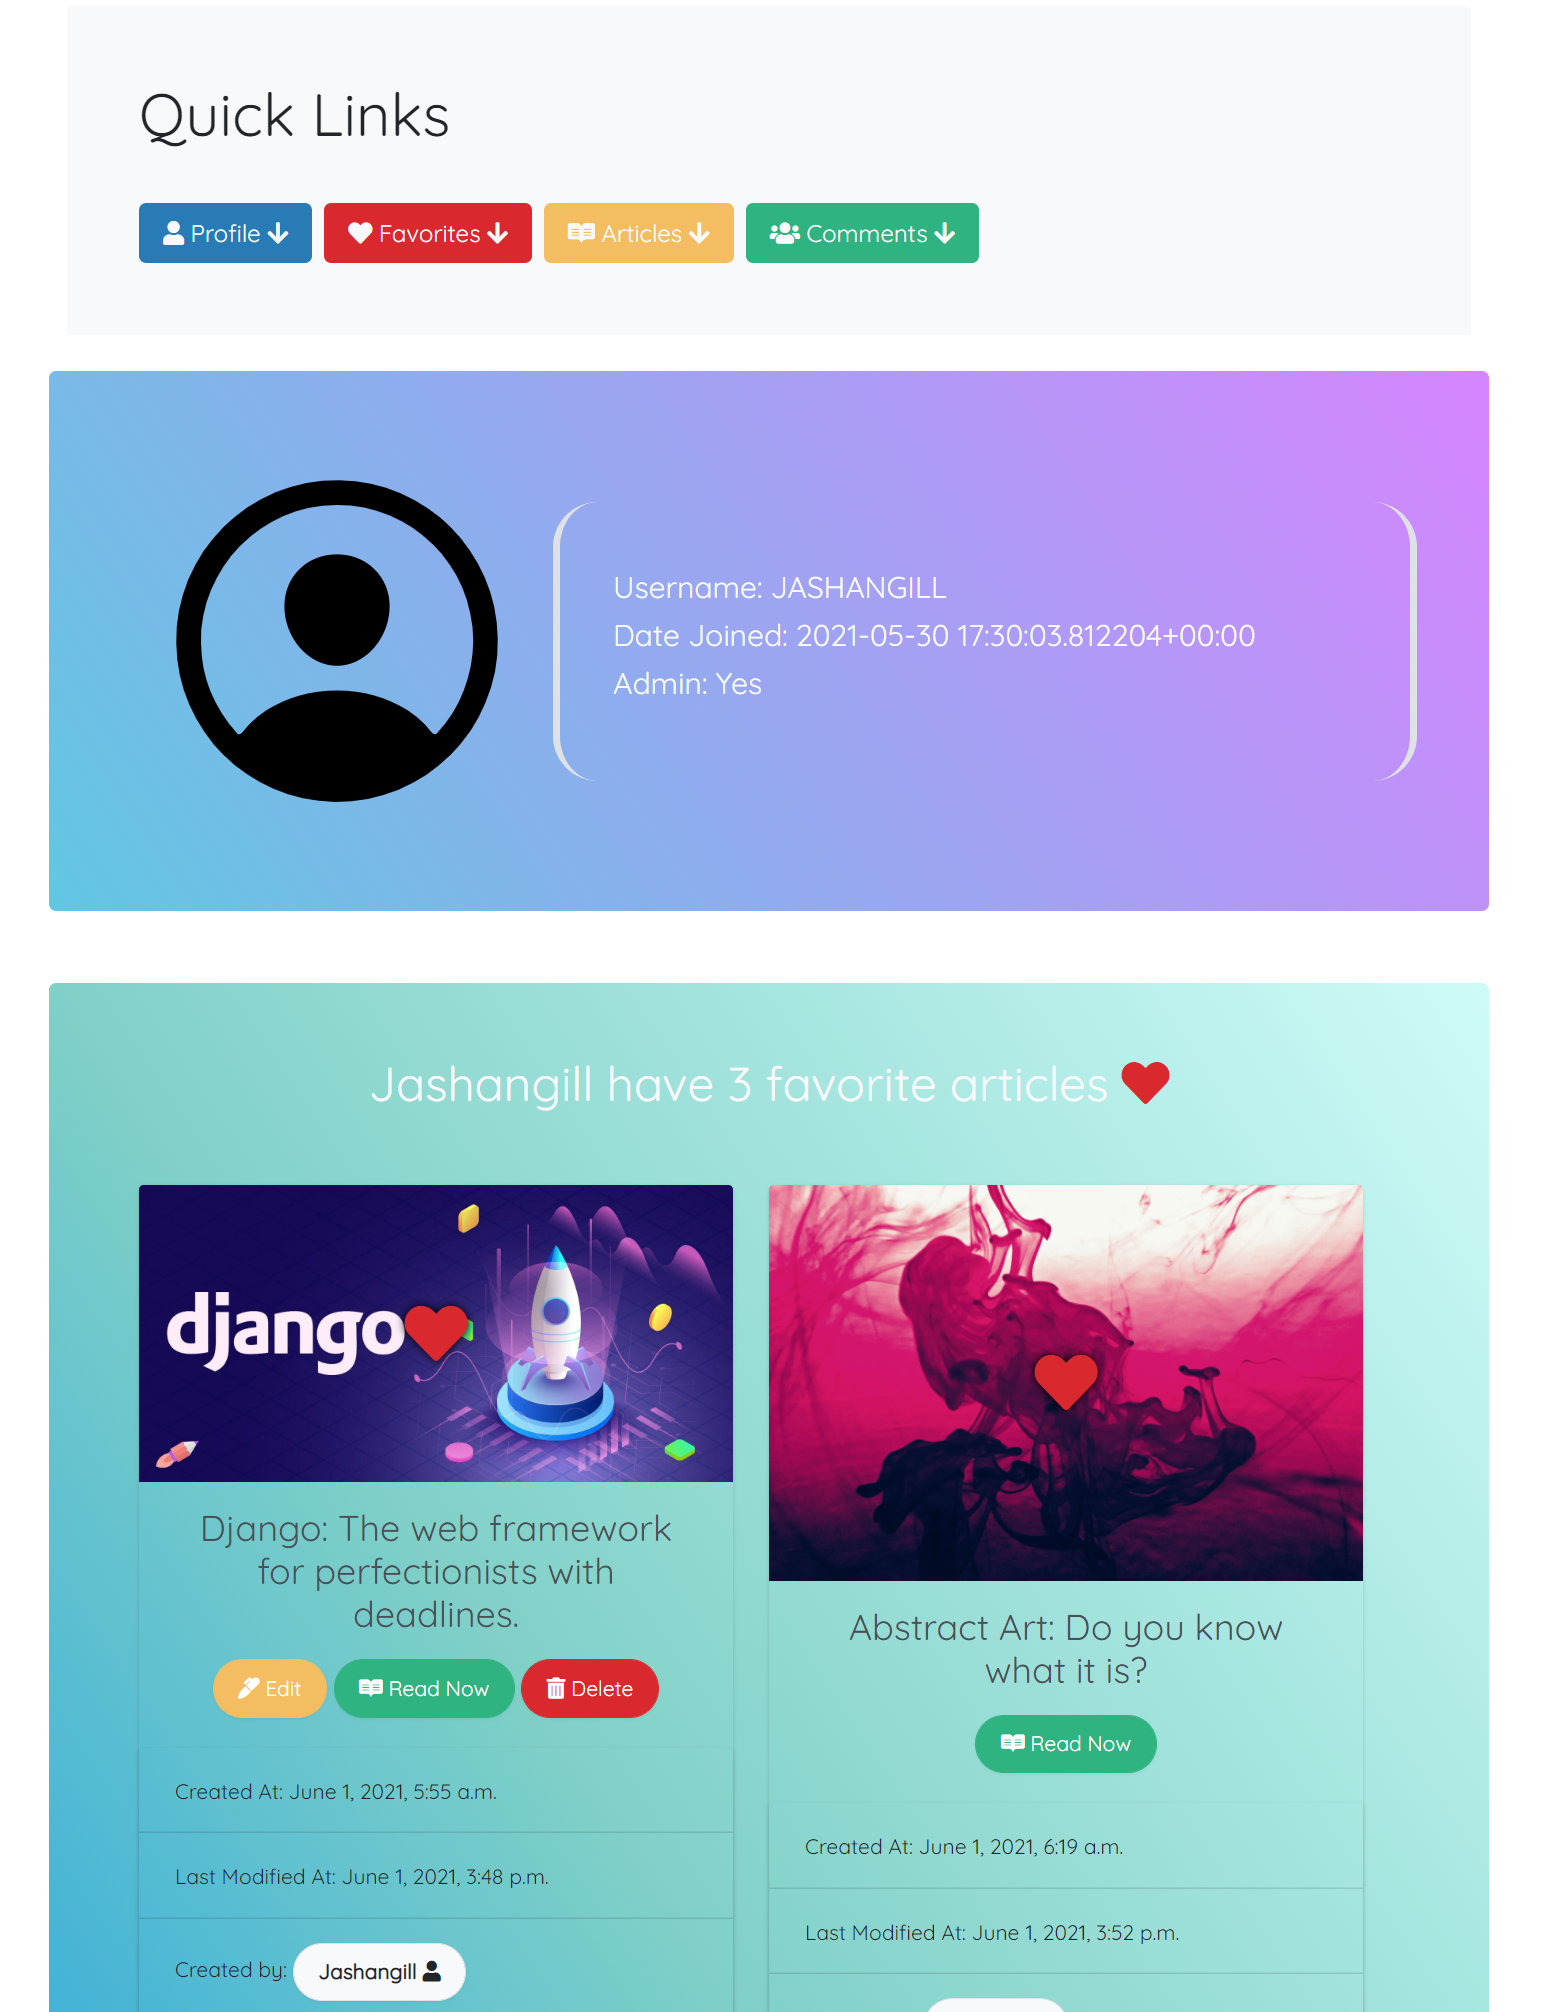 Quick Links
Profile
Favorites
Articles
Comments
Username: JASHANGILL
Date Joined: 2021-05-30 17:30:03.812204+00:00
Admin: Yes
Jashangill have 3 favorite articles
django
Django: The web framework
for perfectionists with
deadlines.
Edit
Read Now
Delete
Created At: June 1, 2021, 5:55 a.m.
Last Modified At: June 1, 2021, 3:48 p.m.
Created by: Jashangill
Abstract Art: Do you know
what it is?
Read Now
Created At: June 1, 2021, 6:19 a.m.
Last Modified At: June 1, 2021, 3:52 p.m.